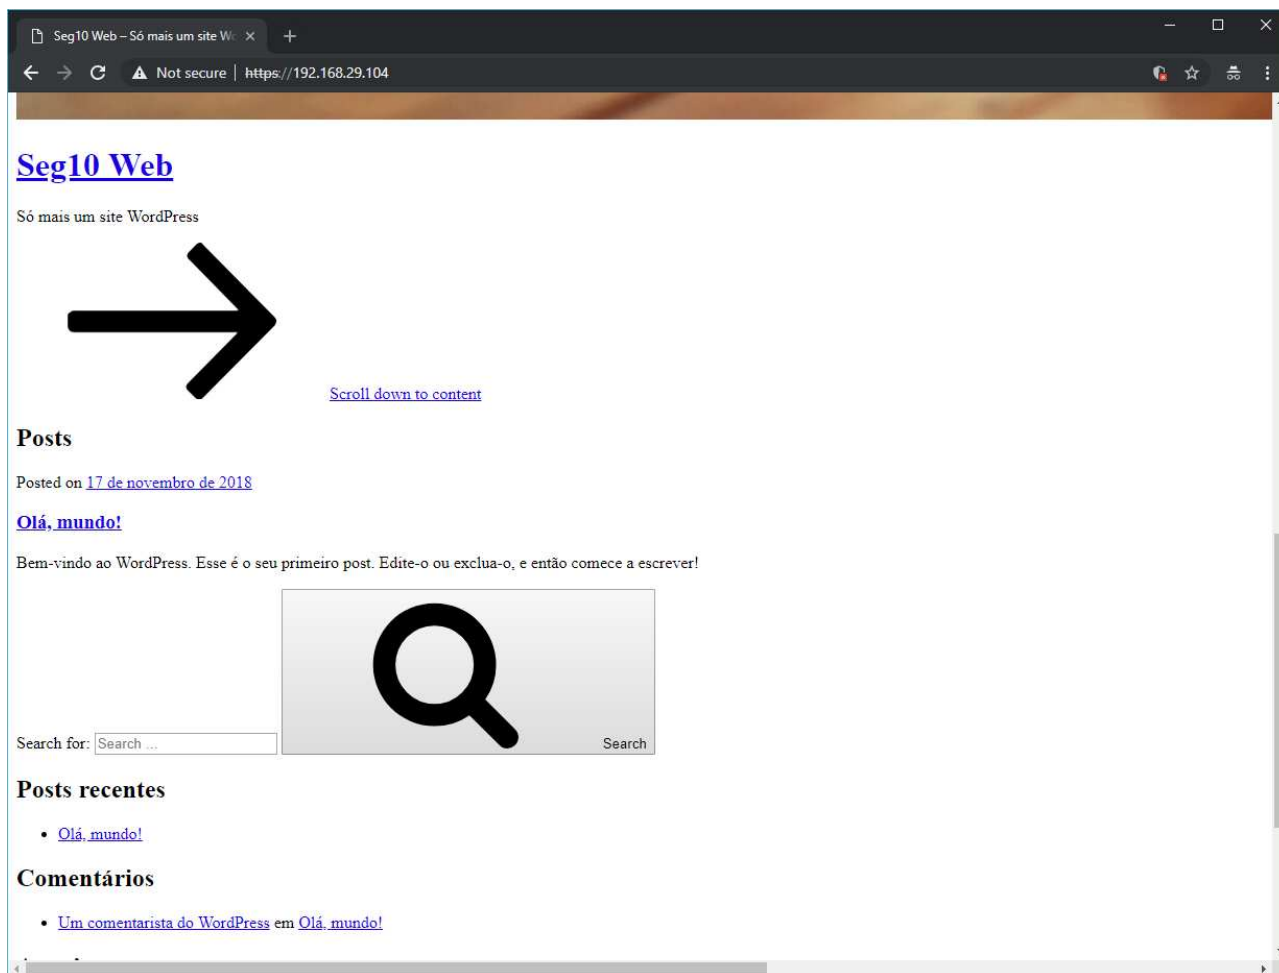 Seg10 Web – Só mais um site W
Not secure | https://192.168.29.104
Seg10 Web
Só mais um site WordPress
Scroll down to content
Posts
Posted on 17 de novembro de 2018
Olá, mundo!
Bem-vindo ao WordPress. Esse é o seu primeiro post. Edite-o ou exclua-o, e então comece a escrever!
Search for: Search ... Search
Posts recentes
Olá, mundo!
Comentários
Um comentarista do WordPress em Olá, mundo!